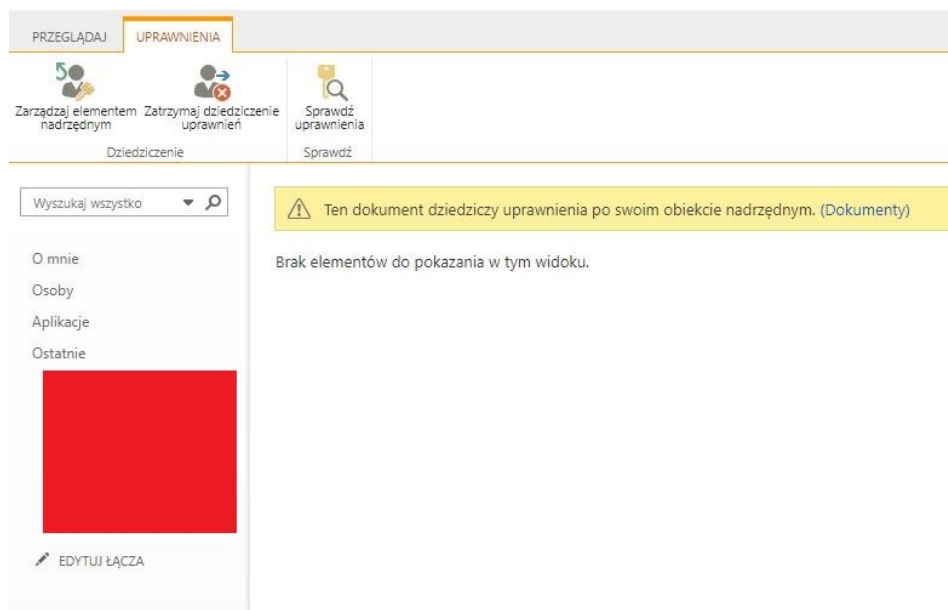 PRZEGLĄDAJ
UPRAWNIENIA
Zarządzaj elementem
nadrzędnym
Zatrzymaj dziedziczenie
uprawnień
Sprawdź
uprawnienia
Dziedziczenie
Sprawdź
Wyszukaj wszystko
Ten dokument dziedziczy uprawnienia po swoim obiekcie nadrzędnym. (Dokumenty)
O mnie
Brak elementów do pokazania w tym widoku.
Osoby
Aplikacje
Ostatnie
EDYTUJ ŁĄCZA